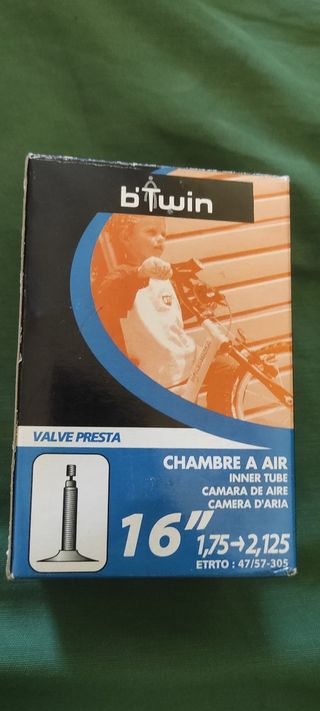 b'Twin
VALVE PRESTA
CHAMBRE A AIR
INNER TUBE
CAMARA DE AIRE
CAMERA D'ARIA
16" 1,75→2,125
ETRTO : 47/57-305